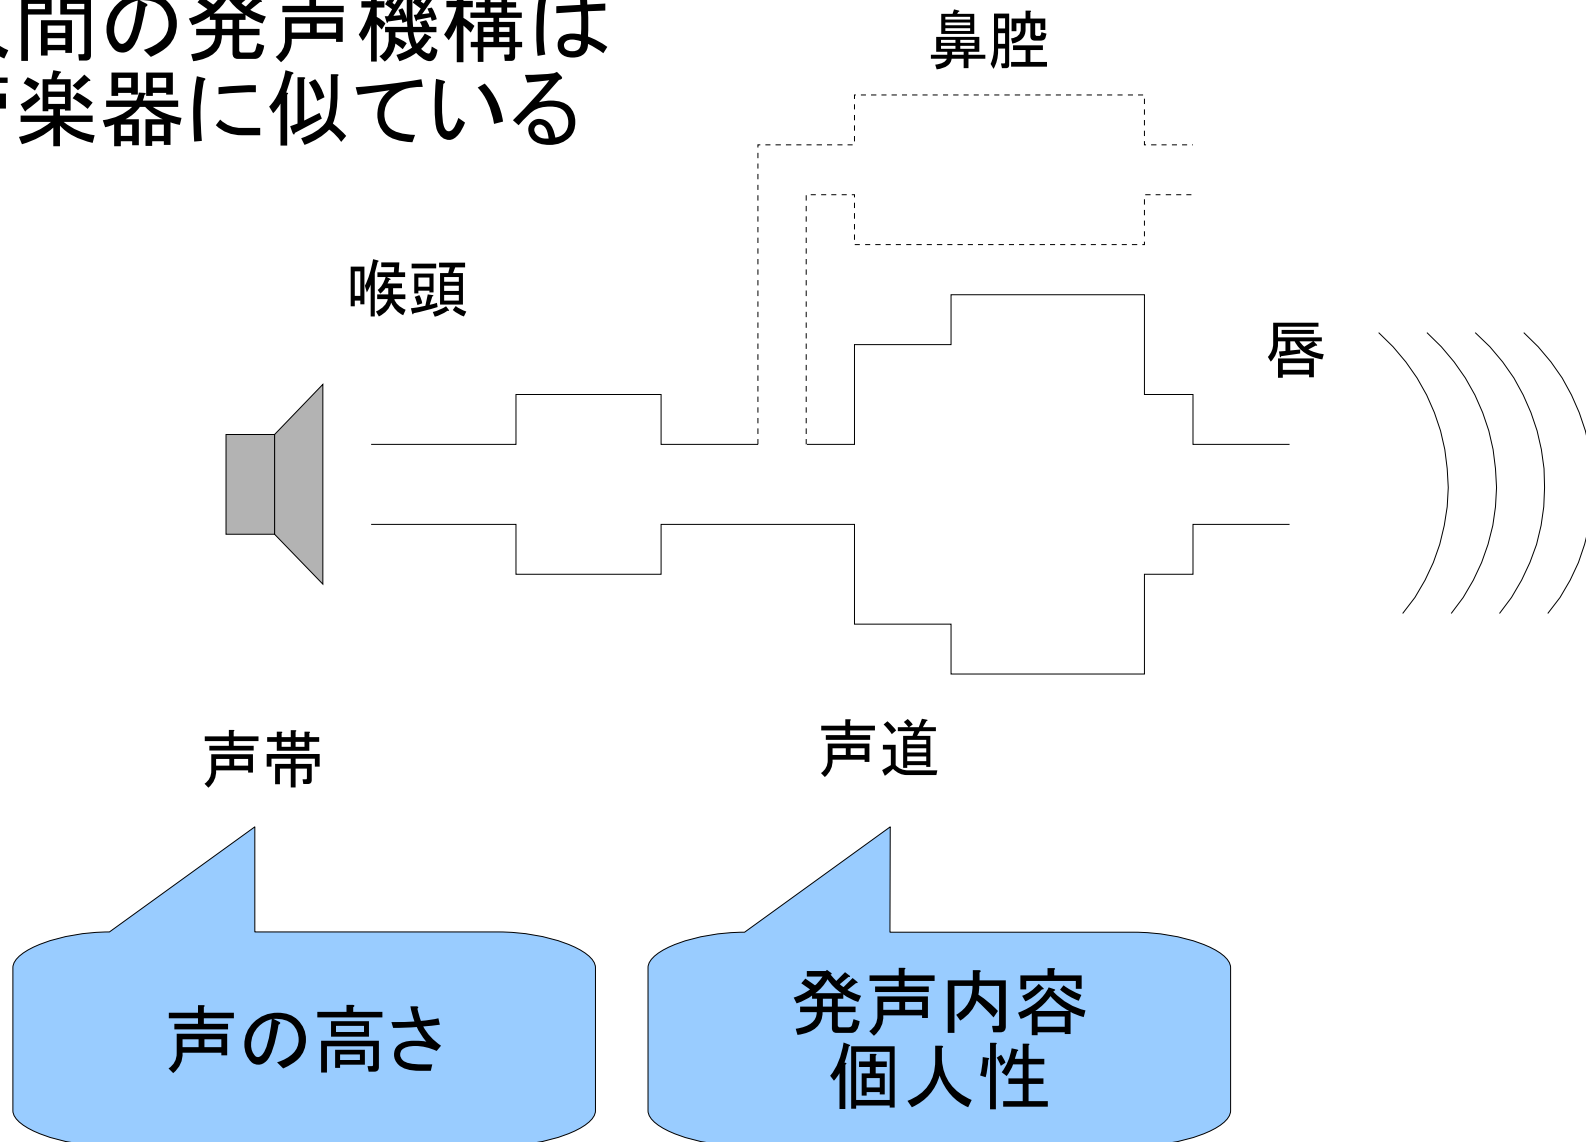 間の発声機構は
楽器に似ている
鼻腔
喉頭
唇
声帯
声道
声の高さ
発声内容
個人性